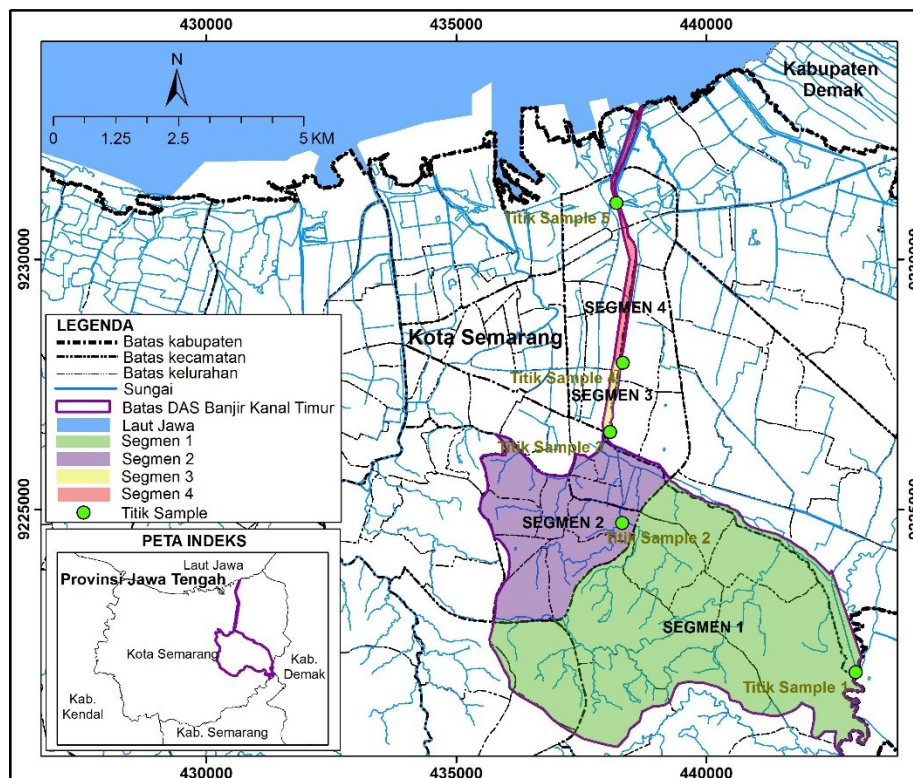 430000 435000 440000
N
0 1.25 2.5 5 KM
Kabupaten
Demak
Titik Sample 5
9230000 9230000
SEGMEN 4
Kota Semarang
Titik Sample 4
SEGMEN 3
Titik Sample 3
9225000 9225000
SEGMEN 2
Titik Sample 2
SEGMEN 1
Titik Sample 1
LEGENDA
Batas kabupaten
Batas kecamatan
Batas kelurahan
Sungai
Batas DAS Banjir Kanal Timur
Laut Jawa
Segmen 1
Segmen 2
Segmen 3
Segmen 4
Titik Sample
PETA INDEKS
Laut Jawa
Provinsi Jawa Tengah
Kota Semarang
Kab.
Demak
Kab.
Kendal
Kab. Semarang
430000 435000 440000